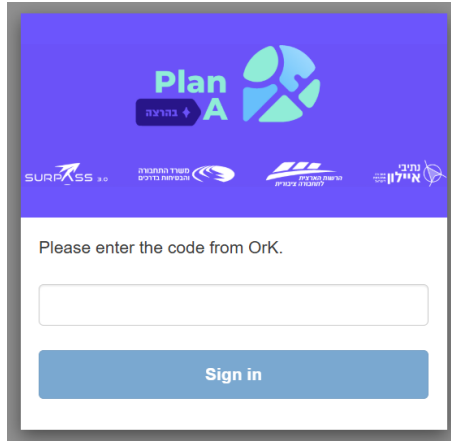 Plan
A
בהרצה
SURPASS 3.0
משרד התחבורה
והבטיחות בדרכים
הרשות הארצית
לתחבורה ציבורית
נתיבי
איילון
Please enter the code from OrK.
Sign in